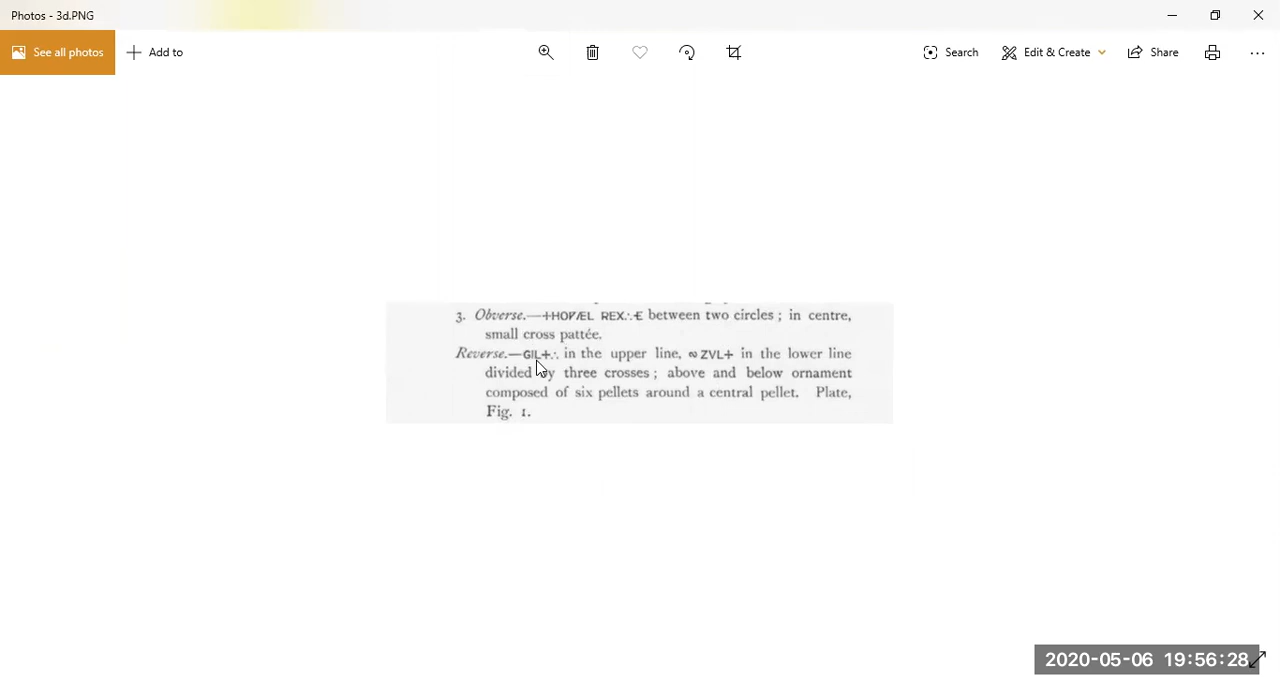 Photos - 3d.PNG
See all photos
Add to
Search
Edit & Create
Share
3. Obverse.—+HOPÆL REX∴E between two circles ; in centre,
small cross pattée.
Reverse.—GIL+∴ in the upper line, ∾ ZVL+ in the lower line
divided by three crosses ; above and below ornament
composed of six pellets around a central pellet. Plate,
Fig. 1.
2020-05-06 19:56:28